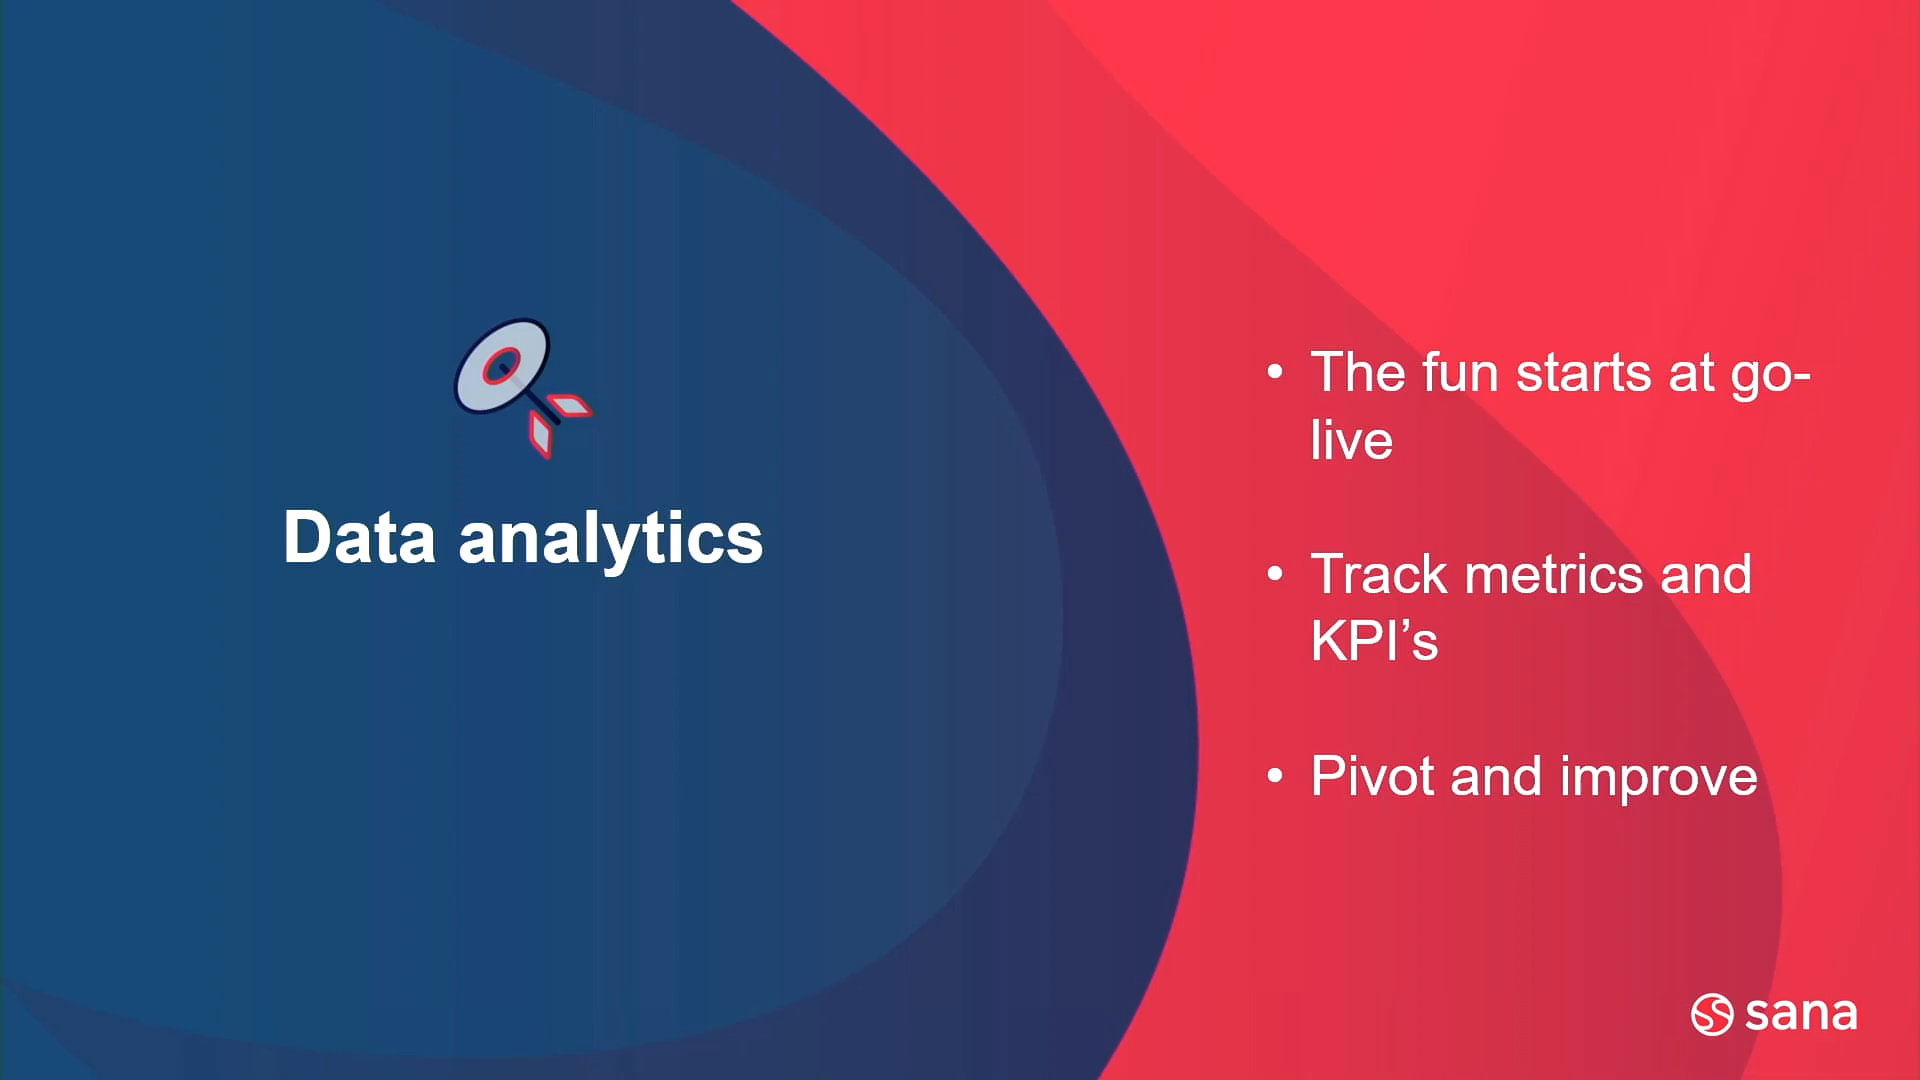 Data analytics
• The fun starts at go-
live
• Track metrics and
KPI’s
• Pivot and improve
sana